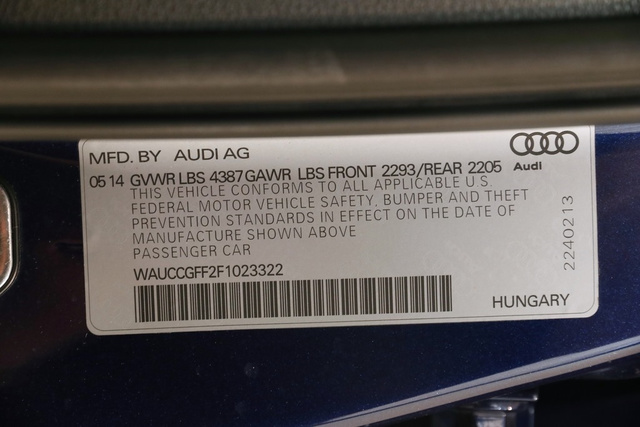 MFD. BY AUDI AG
Audi
05 14 GVWR LBS 4387 GAWR LBS FRONT 2293/REAR 2205
THIS VEHICLE CONFORMS TO ALL APPLICABLE U.S.
FEDERAL MOTOR VEHICLE SAFETY, BUMPER AND THEFT
PREVENTION STANDARDS IN EFFECT ON THE DATE OF
MANUFACTURE SHOWN ABOVE
PASSENGER CAR
2240213
WAUCCGFF2F1023322
HUNGARY